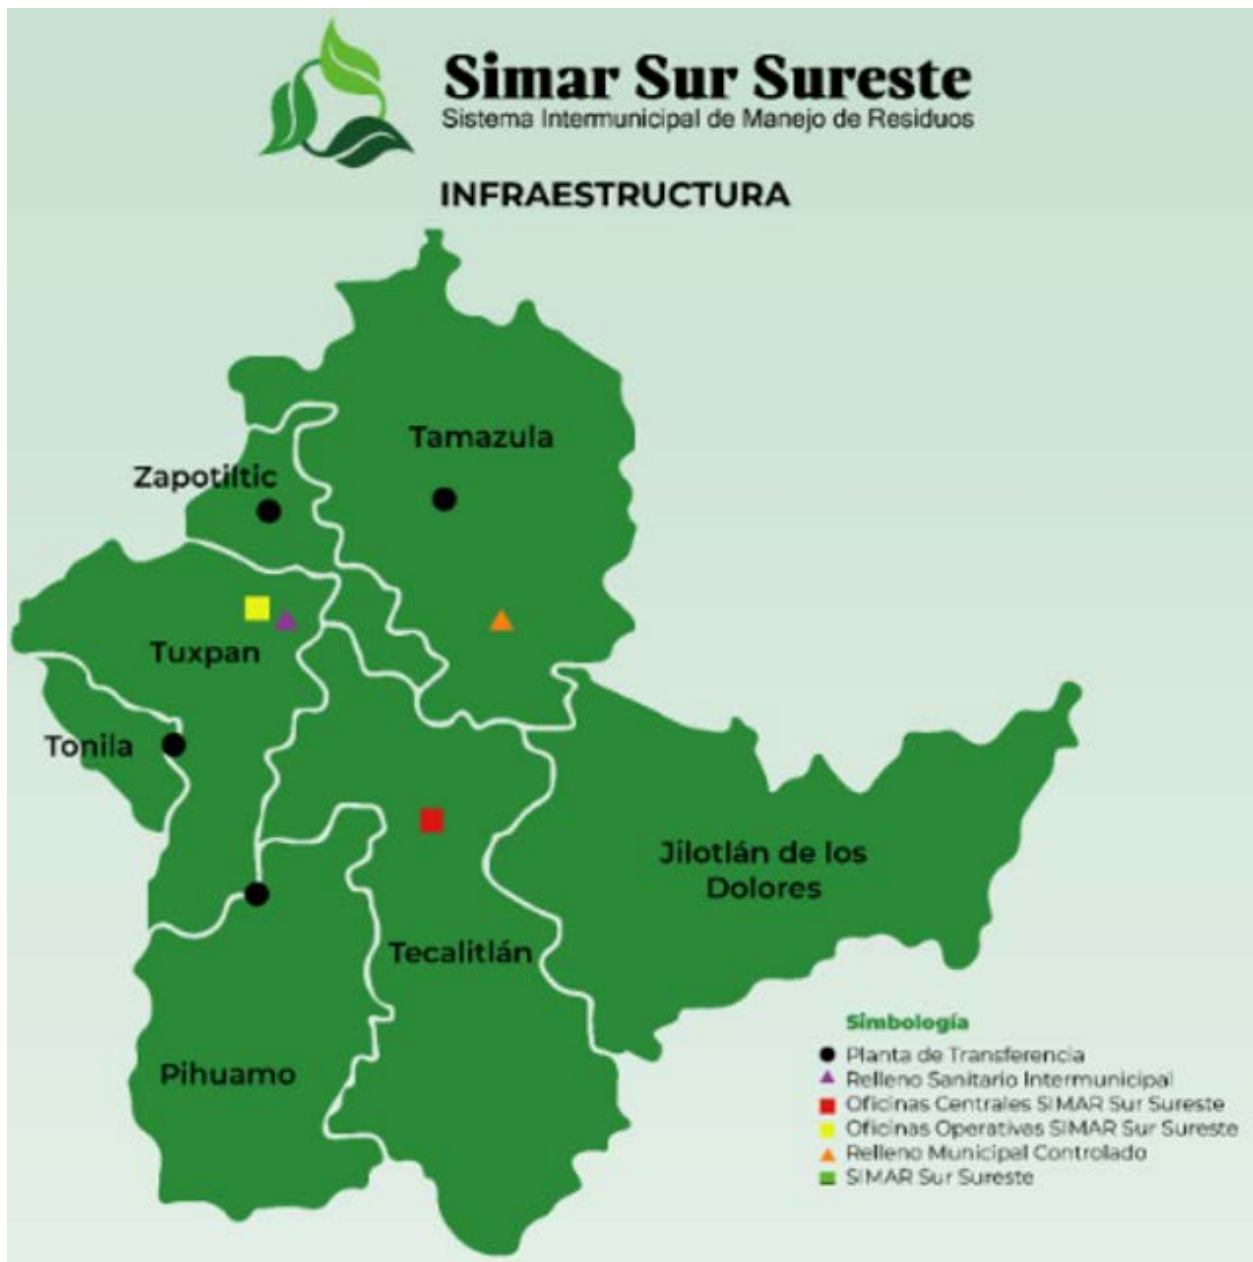 Simar Sur Sureste
Sistema Intermunicipal de Manejo de Residuos
INFRAESTRUCTURA
Tamazula
Zapotiltic
Tuxpan
Tonila
Jilotlán de los
Dolores
Tecalitlán
Pihuamo
Simbología
Planta de Transferencia
Relleno Sanitario Intermunicipal
Oficinas Centrales SIMAR Sur Sureste
Oficinas Operativas SIMAR Sur Sureste
Relleno Municipal Controlado
SIMAR Sur Sureste